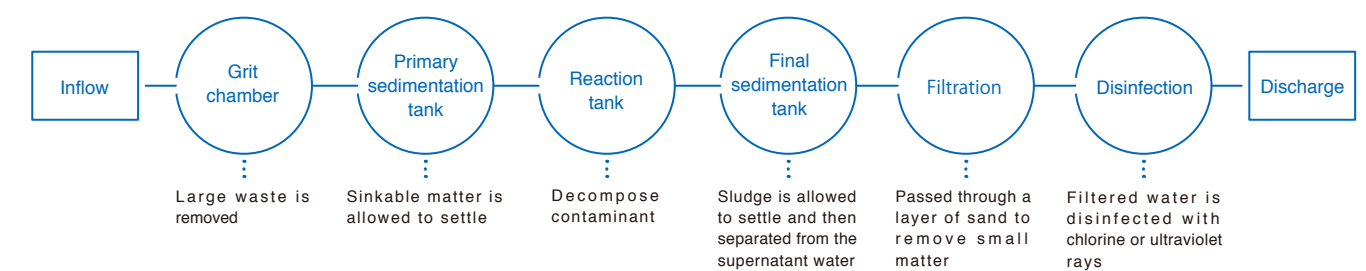 Inflow
Grit
chamber
Primary
sedimentation
tank
Reaction
tank
Final
sedimentation
tank
Filtration
Disinfection
Discharge
Large waste is
removed
Sinkable matter is
allowed to settle
Decompose
contaminant
Sludge is allowed
to settle and then
separated from the
supernatant water
Passed through a
layer of sand to
remove small
matter
Filtered water is
disinfected with
chlorine or ultraviolet
rays